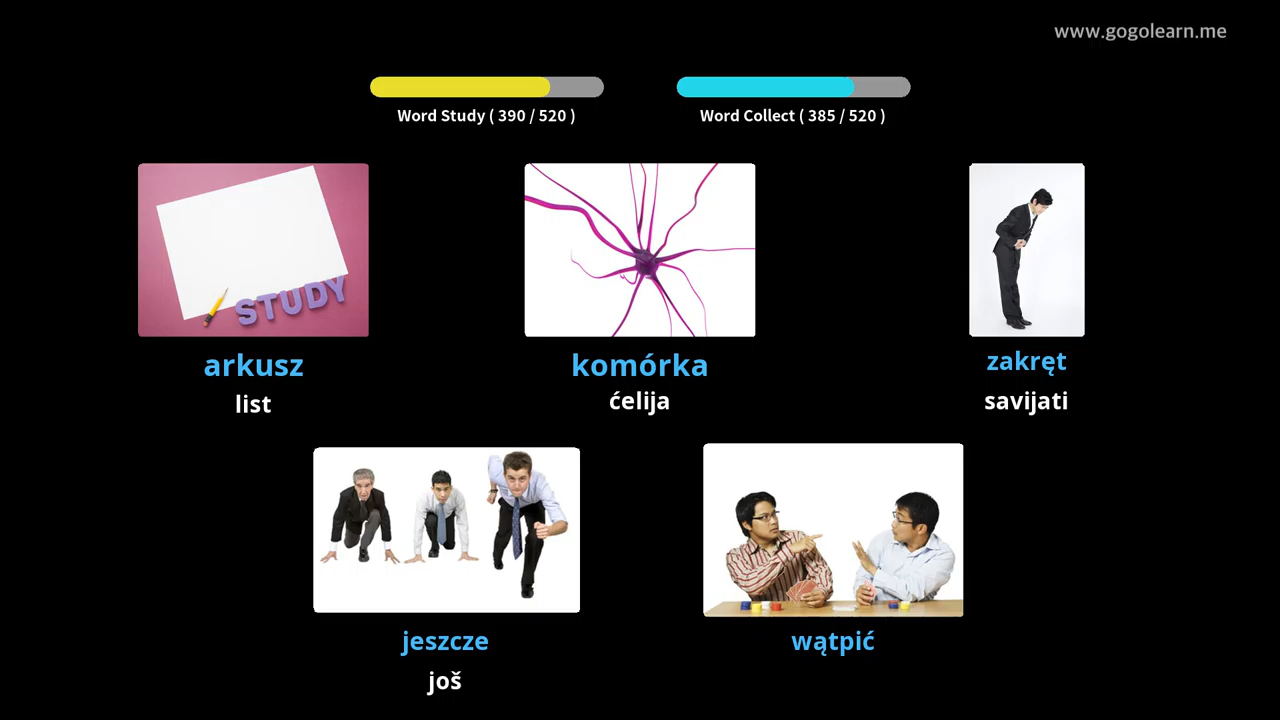 www.gogolearn.me
Word Study ( 390 / 520 )
Word Collect ( 385 / 520 )
STUDY
arkusz
list
komórka
ćelija
zakręt
savijati
jeszcze
još
wątpić